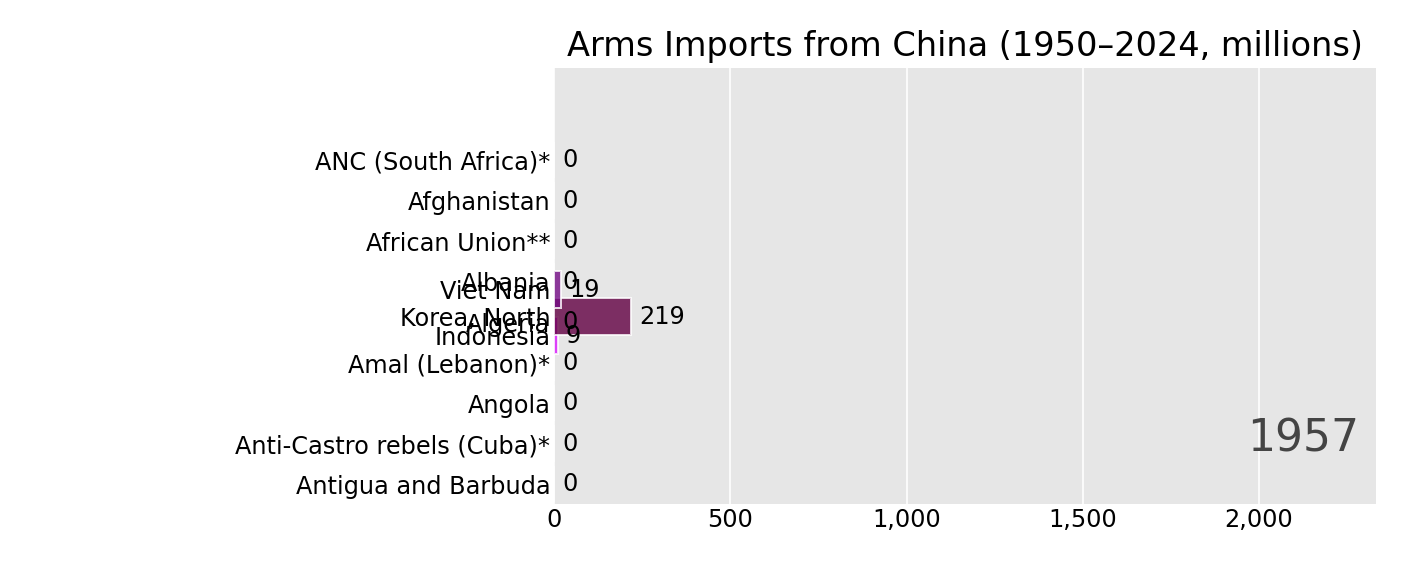 Arms Imports from China (1950–2024, millions)
ANC (South Africa)* 0
Afghanistan 0
African Union** 0
Albania 0
Viet Nam 19
Korea, North 219
Algeria 0
Indonesia 9
Amal (Lebanon)* 0
Angola 0
Anti-Castro rebels (Cuba)* 0
1957
Antigua and Barbuda 0
0 500 1,000 1,500 2,000